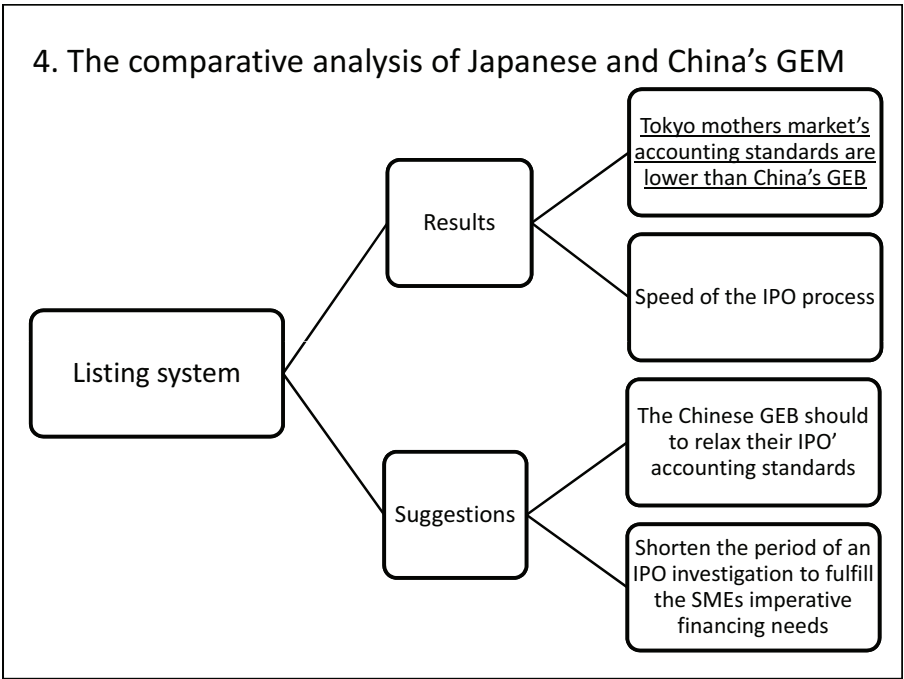 4. The comparative analysis of Japanese and China's GEM
Listing system
Results
Tokyo mothers market's
accounting standards are
lower than China's GEB
Speed of the IPO process
Suggestions
The Chinese GEB should
to relax their IPO'
accounting standards
Shorten the period of an
IPO investigation to fulfill
the SMEs imperative
financing needs